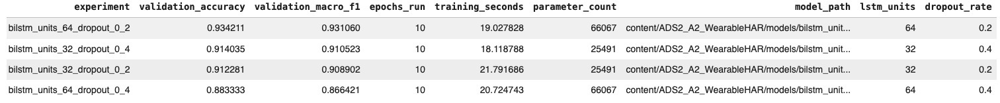 experiment validation_accuracy validation_macro_f1 epochs_run training_seconds parameter_count model_path lstm_units dropout_rate
bilstm_units_64_dropout_0_2 0.934211 0.931060 10 19.027828 66067 content/ADS2_A2_WearableHAR/models/bilstm_unit... 64 0.2
bilstm_units_32_dropout_0_4 0.914035 0.910523 10 18.118788 25491 content/ADS2_A2_WearableHAR/models/bilstm_unit... 32 0.4
bilstm_units_32_dropout_0_2 0.912281 0.908902 10 21.791686 25491 content/ADS2_A2_WearableHAR/models/bilstm_unit... 32 0.2
bilstm_units_64_dropout_0_4 0.883333 0.866421 10 20.724743 66067 content/ADS2_A2_WearableHAR/models/bilstm_unit... 64 0.4